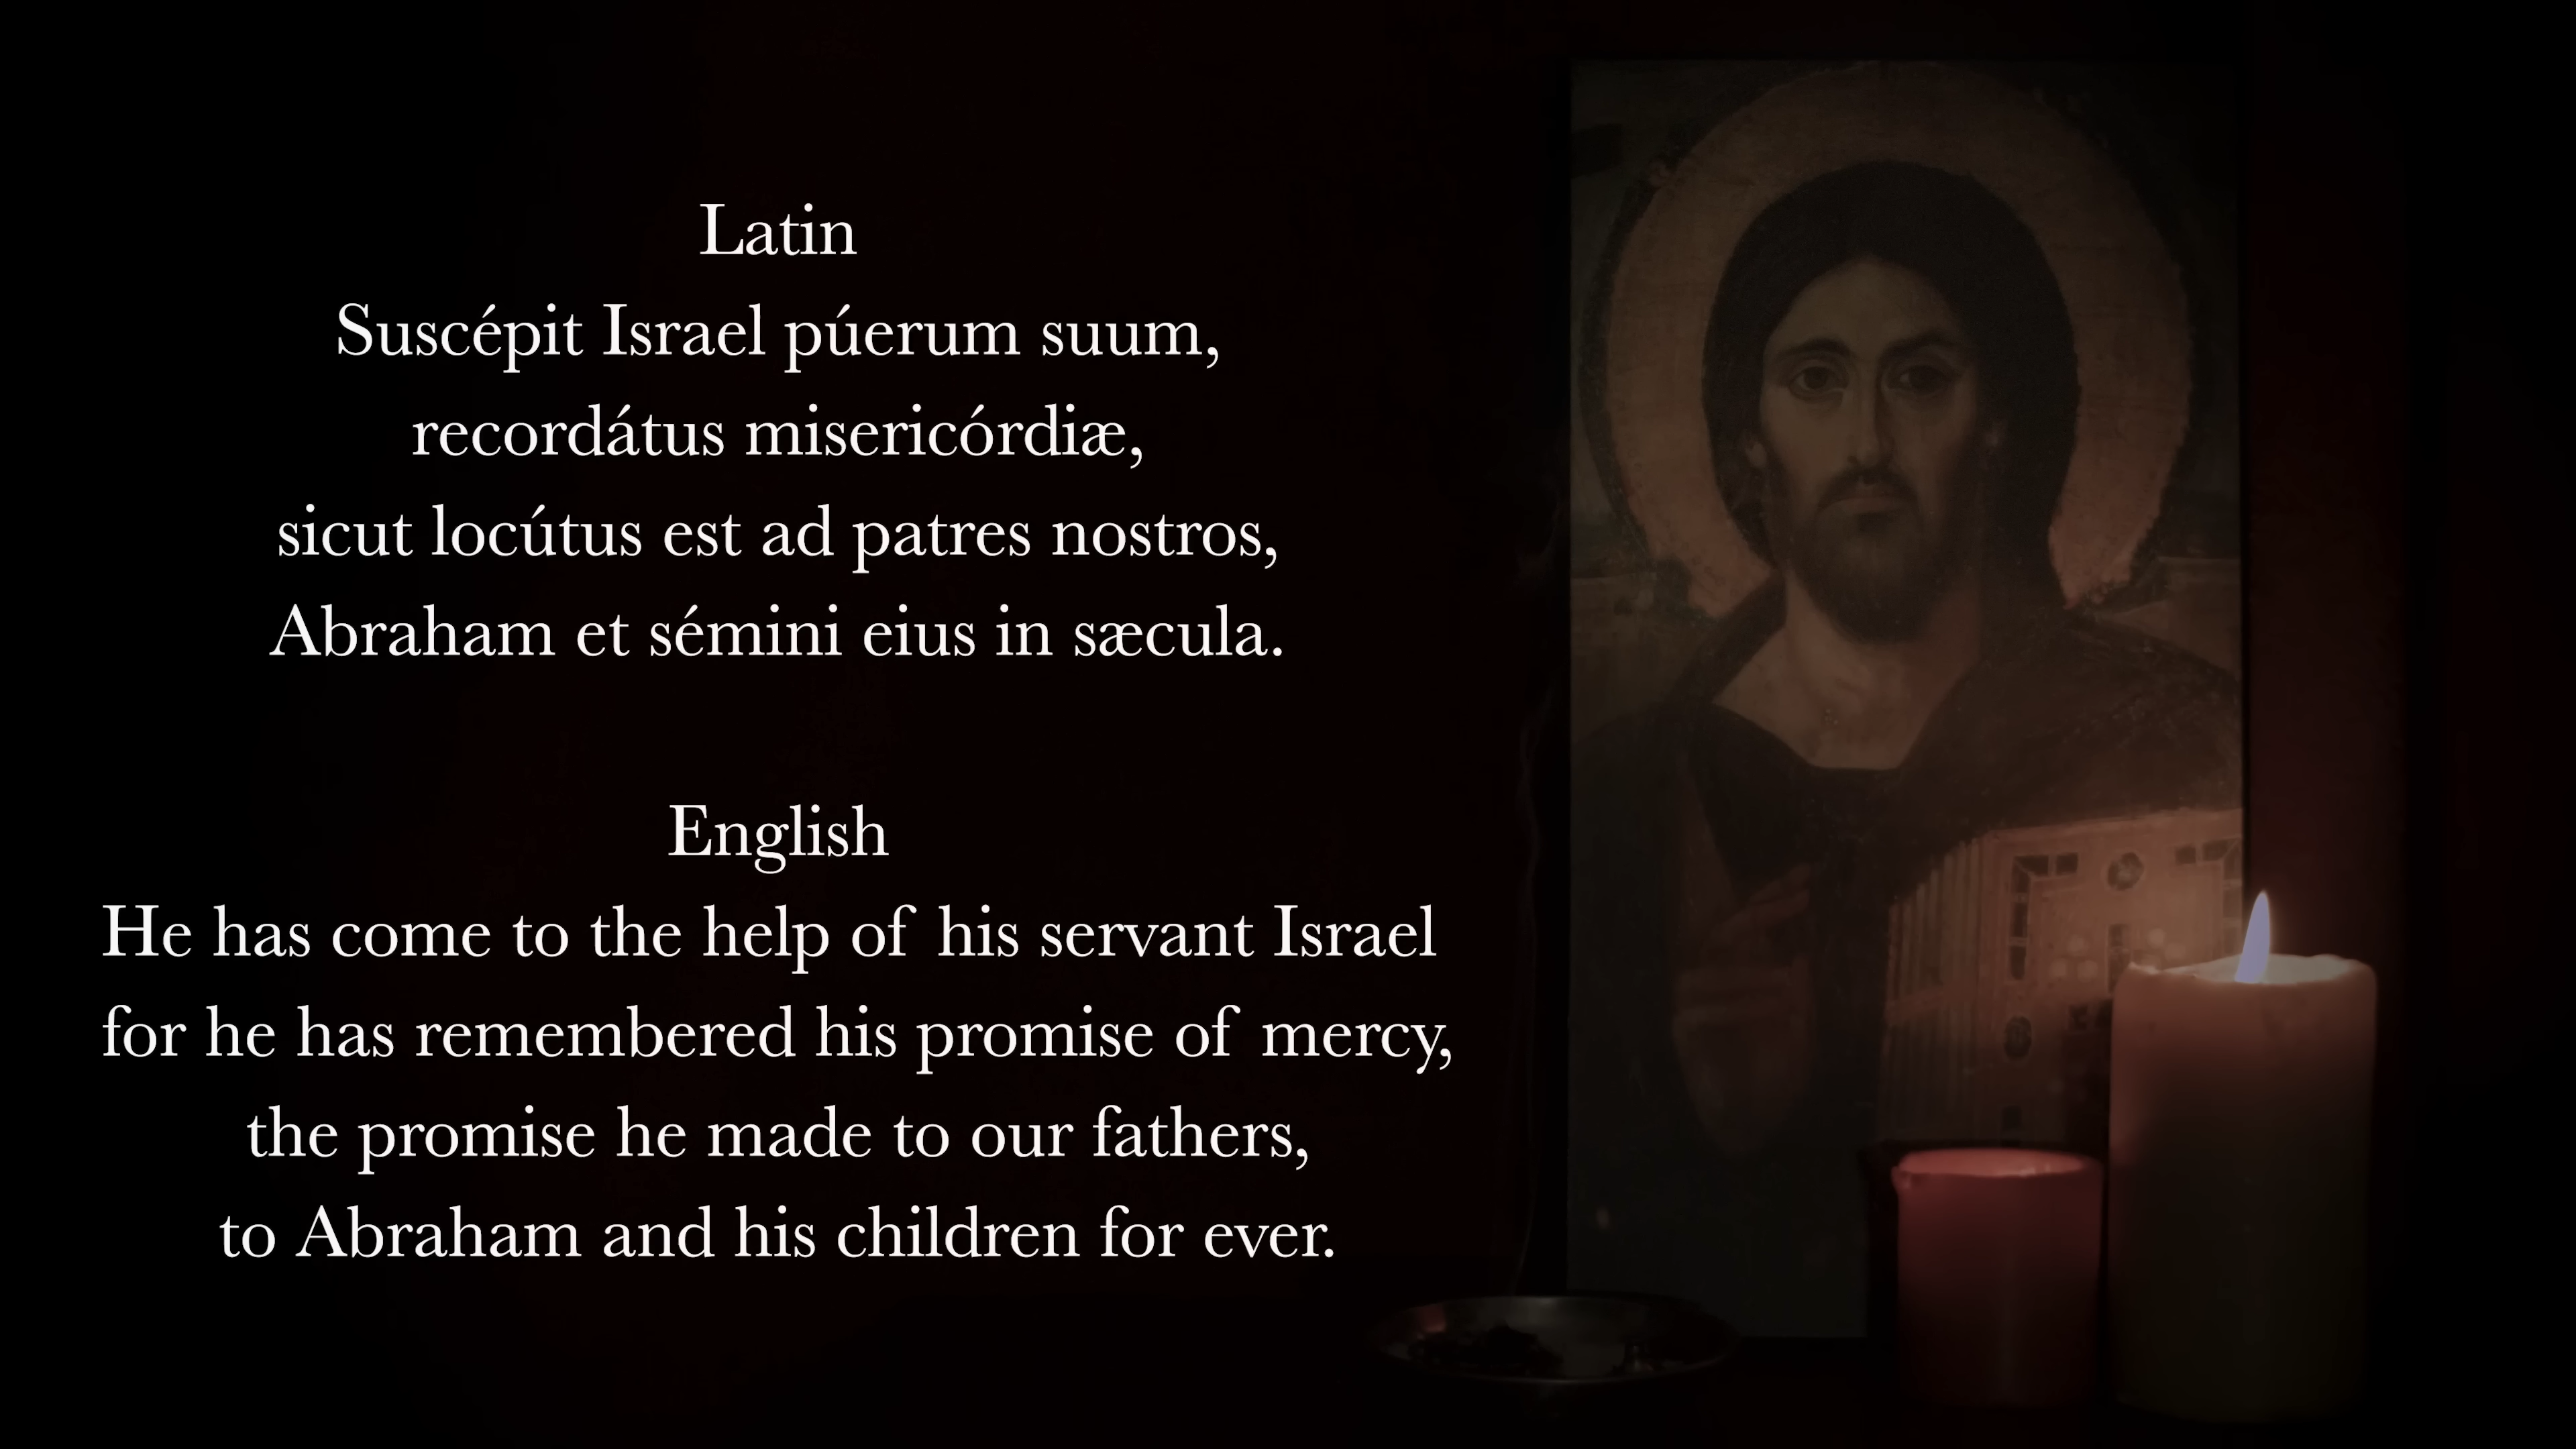 Latin
Suscépit Israel púerum suum,
recordátus misericórdiæ,
sicut locútus est ad patres nostros,
Abraham et sémini eius in sæcula.
English
He has come to the help of his servant Israel
for he has remembered his promise of mercy,
the promise he made to our fathers,
to Abraham and his children for ever.